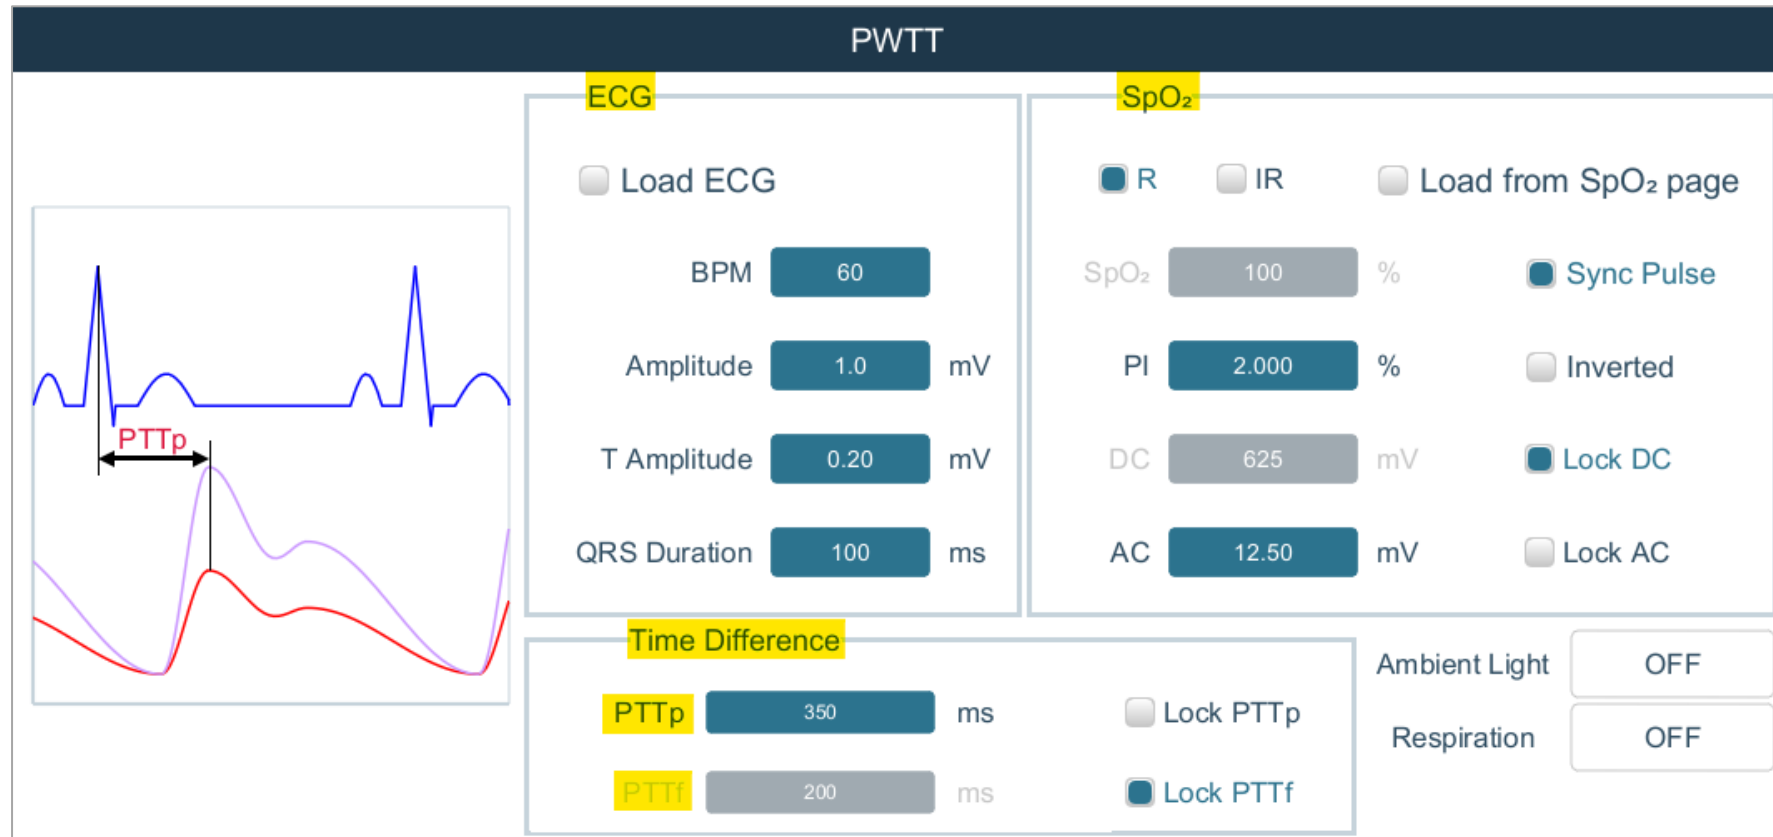 PWTT
PTTp
ECG
Load ECG
BPM 60
Amplitude 1.0 mV
T Amplitude 0.20 mV
QRS Duration 100 ms
SpO₂
R IR Load from SpO₂ page
SpO₂ 100 % Sync Pulse
PI 2.000 % Inverted
DC 625 mV Lock DC
AC 12.50 mV Lock AC
Time Difference
PTTp 350 ms Lock PTTp
PTTf 200 ms Lock PTTf
Ambient Light OFF
Respiration OFF